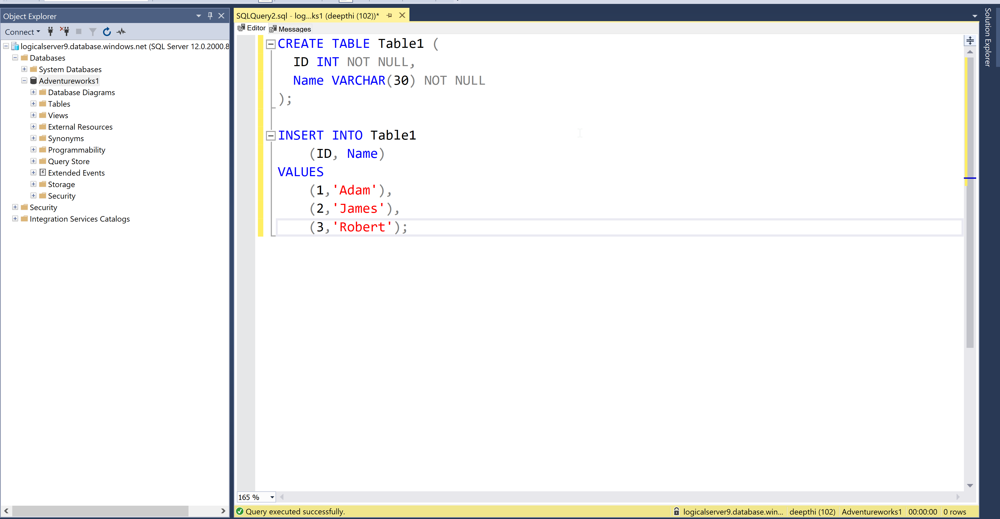 Object Explorer
Connect
logicalserver9.database.windows.net (SQL Server 12.0.2000.8
Databases
System Databases
Adventureworks1
Database Diagrams
Tables
Views
External Resources
Synonyms
Programmability
Query Store
Extended Events
Storage
Security
Security
Integration Services Catalogs
SQLQuery2.sql - log...ks1 (deepthi (102))*
Editor Messages
CREATE TABLE Table1 (
ID INT NOT NULL,
Name VARCHAR(30) NOT NULL
);
INSERT INTO Table1
(ID, Name)
VALUES
(1,'Adam'),
(2,'James'),
(3,'Robert');
165 %
Query executed successfully.
logicalserver9.database.win... deepthi (102) Adventureworks1 00:00:00 0 rows
Solution Explorer